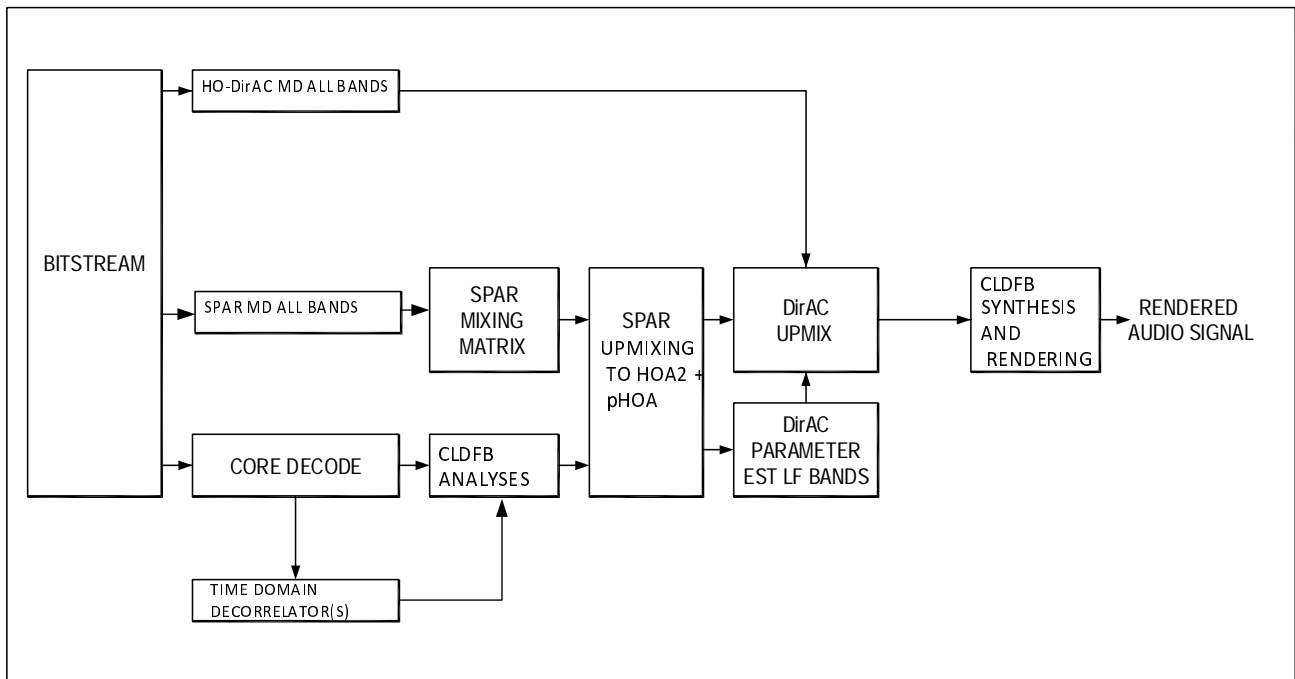 HO-DirAC MD ALL BANDS
BITSTREAM
SPAR MD ALL BANDS
SPAR
MIXING
MATRIX
SPAR
UPMIXING
TO HOA2 +
pHOA
DirAC
UPMIX
CLDFB
SYNTHESIS
AND
RENDERING
RENDERED
AUDIO SIGNAL
CORE DECODE
CLDFB
ANALYSES
DirAC
PARAMETER
EST LF BANDS
TIME DOMAIN
DECORRELATOR(S)